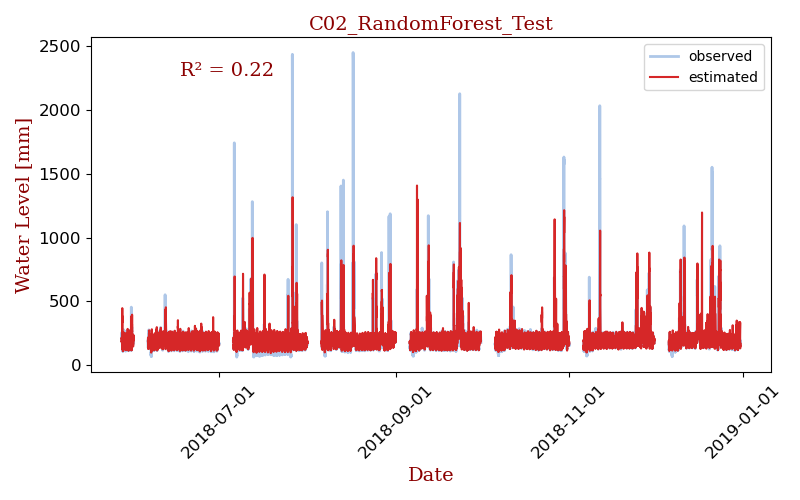 C02_RandomForest_Test
R² = 0.22
observed
estimated
Water Level [mm]
2500
2000
1500
1000
500
0
2018-07-01
2018-09-01
2018-11-01
2019-01-01
Date